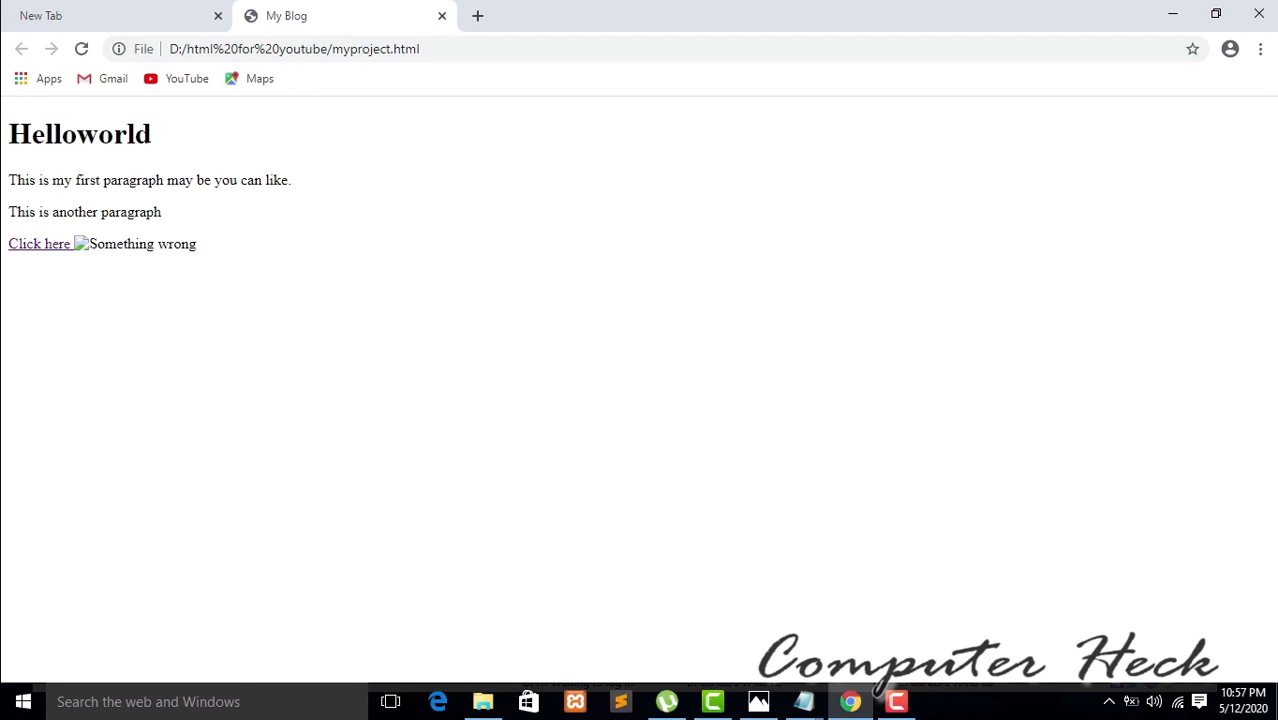 New Tab
My Blog
File
D:/html%20for%20youtube/myproject.html
Apps
Gmail
YouTube
Maps
Helloworld
This is my first paragraph may be you can like.
This is another paragraph
Click here Something wrong
Computer Heck
Search the web and Windows
10:57 PM
5/12/2020